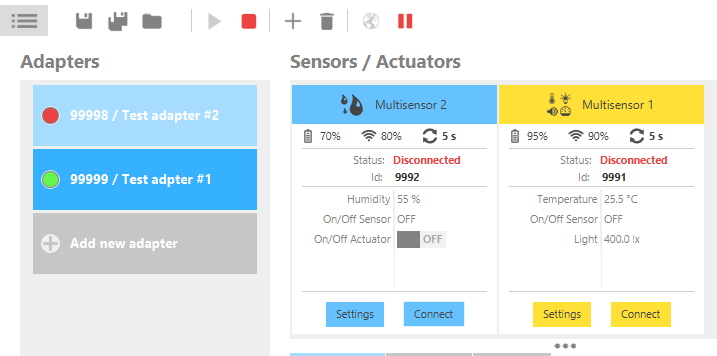 Adapters
99998 / Test adapter #2
99999 / Test adpter #1
Add new adapter
Sensors / Actuators
Multisensor 2
70% 80% 5 s
Status: Disconnected
Id: 9992
Humidity 55 %
On/Off Sensor OFF
On/Off Actuator OFF
Settings Connect
Multisensor 1
95% 90% 5 s
Status: Disconnected
Id: 9991
Temperature 25.5 °C
On/Off Sensor OFF
Light 400.0 lx
Settings Connect